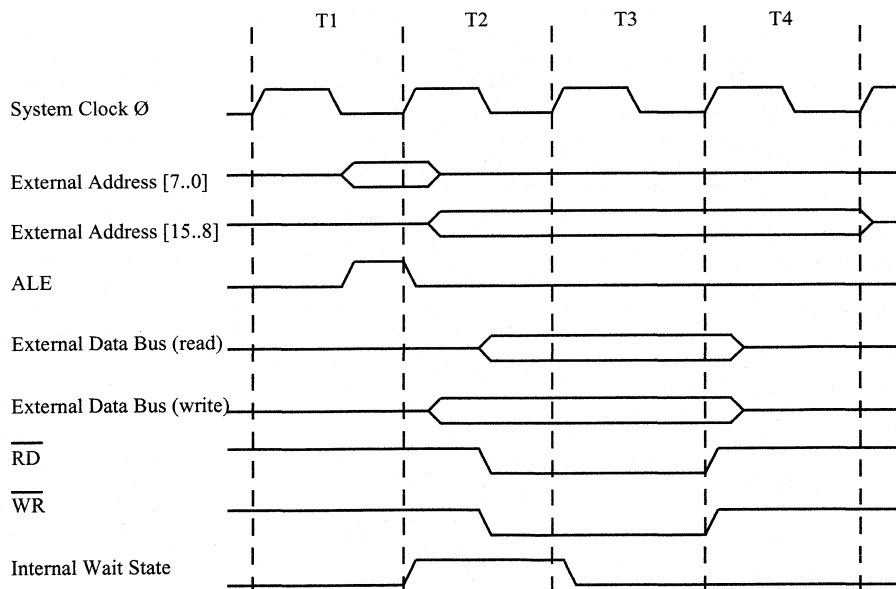 T1 T2 T3 T4
System Clock Ø
External Address [7..0]
External Address [15..8]
ALE
External Data Bus (read)
External Data Bus (write)
RD
WR
Internal Wait State